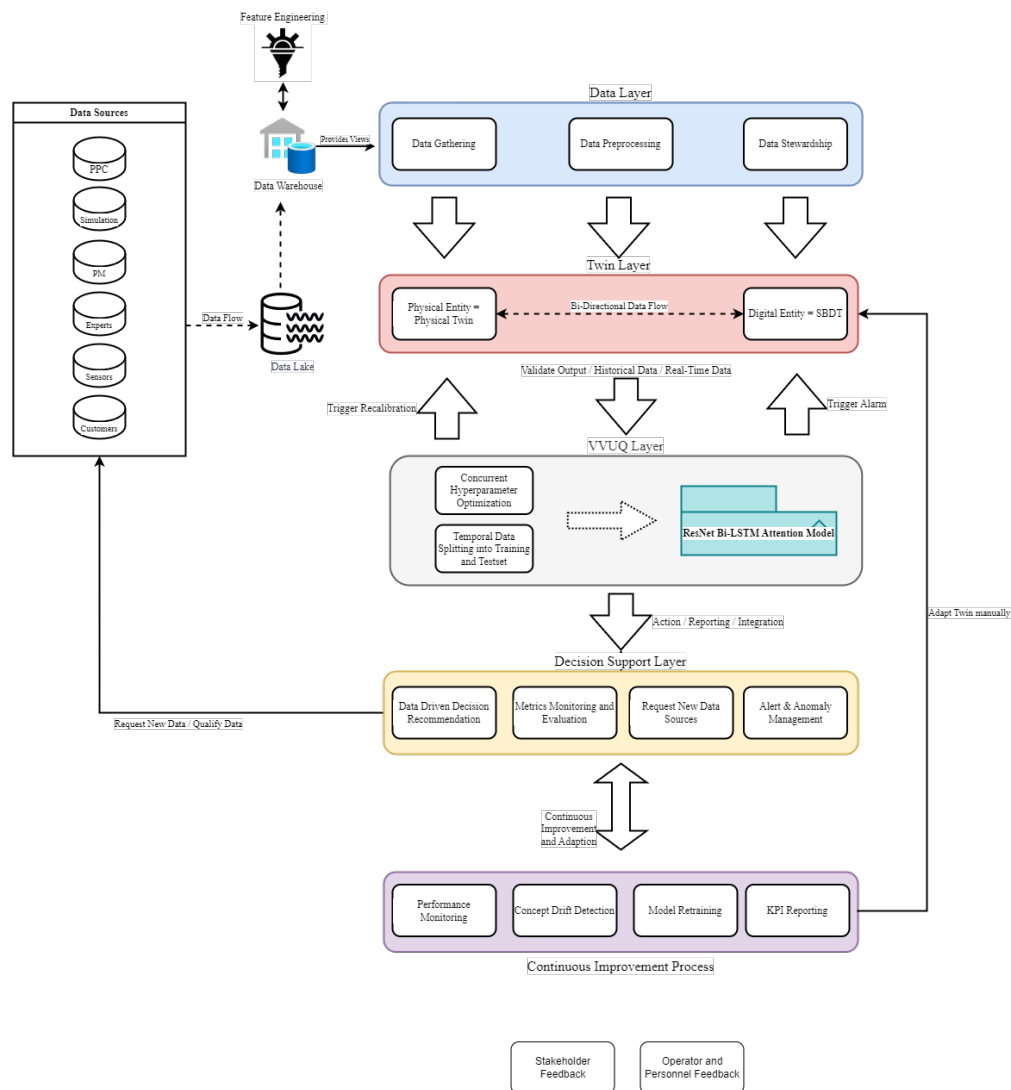 Feature Engineering
Data Sources
PPC
Simulation
PM
Experts
Sensors
Customers
Data Flow
Data Lake
Data Warehouse
Provides Views
Data Layer
Data Gathering
Data Preprocessing
Data Stewardship
Twin Layer
Physical Entity =
Physical Twin
Bi-Directional Data Flow
Digital Entity = SBDT
Validate Output / Historical Data / Real-Time Data
Trigger Recalibration
Trigger Alarm
VVUQ Layer
Concurrent
Hyperparameter
Optimization
Temporal Data
Splitting into Training
and Testset
ResNet Bi-LSTM Attention Model
Action / Reporting / Integration
Adapt Twin manually
Decision Support Layer
Data Driven Decision
Recommendation
Metrics Monitoring and
Evaluation
Request New Data
Sources
Alert & Anomaly
Management
Request New Data / Qualify Data
Continuous
Improvement
and Adaption
Performance
Monitoring
Concept Drift Detection
Model Retraining
KPI Reporting
Continuous Improvement Process
Stakeholder
Feedback
Operator and
Personnel Feedback